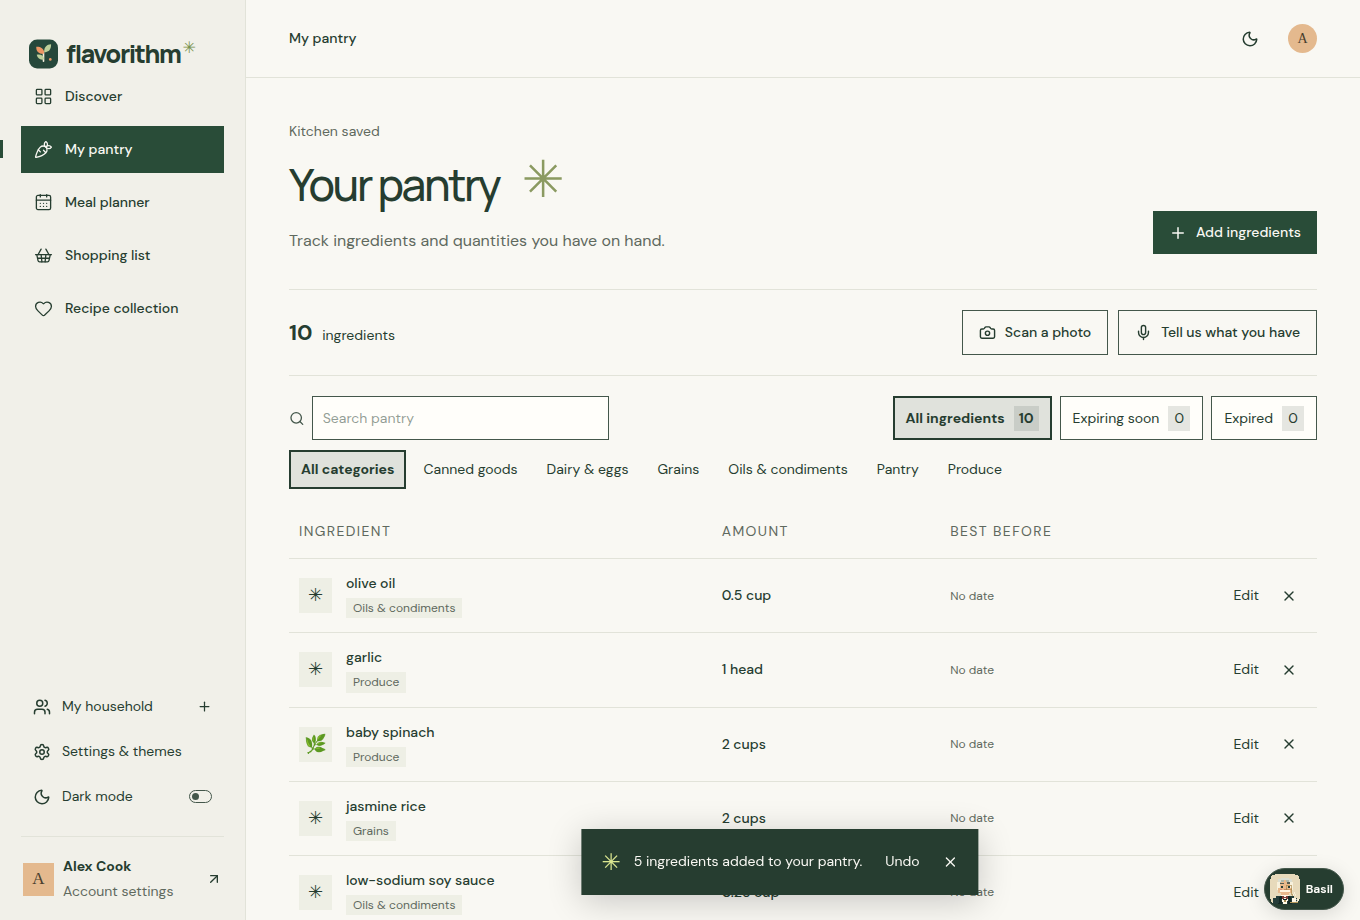 flavorithm
Discover
My pantry
Meal planner
Shopping list
Recipe collection
My household
Settings & themes
Dark mode
A
Alex Cook
Account settings
My pantry
A
Kitchen saved
Your pantry
Track ingredients and quantities you have on hand.
Add ingredients
10 ingredients
Scan a photo
Tell us what you have
Search pantry
All ingredients 10
Expiring soon 0
Expired 0
All categories
Canned goods
Dairy & eggs
Grains
Oils & condiments
Pantry
Produce
INGREDIENT
AMOUNT
BEST BEFORE
olive oil
Oils & condiments
0.5 cup
No date
Edit
garlic
Produce
1 head
No date
Edit
baby spinach
Produce
2 cups
No date
Edit
jasmine rice
Grains
2 cups
No date
Edit
low-sodium soy sauce
Oils & condiments
Edit
5 ingredients added to your pantry.
Undo
Basil